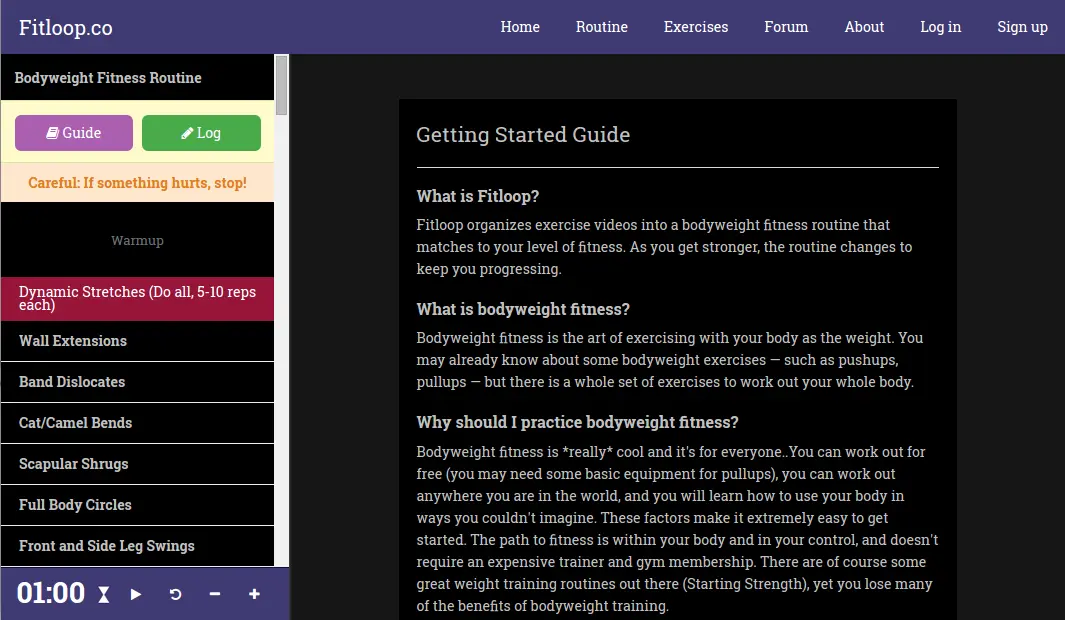 Fitloop.co
Home Routine Exercises Forum About Log in Sign up
Bodyweight Fitness Routine
Guide Log
Careful: If something hurts, stop!
Warmup
Dynamic Stretches (Do all, 5-10 reps
each)
Wall Extensions
Band Dislocates
Cat/Camel Bends
Scapular Shrugs
Full Body Circles
Front and Side Leg Swings
01:00
Getting Started Guide
What is Fitloop?
Fitloop organizes exercise videos into a bodyweight fitness routine that
matches to your level of fitness. As you get stronger, the routine changes to
keep you progressing.
What is bodyweight fitness?
Bodyweight fitness is the art of exercising with your body as the weight. You
may already know about some bodyweight exercises — such as pushups,
pullups — but there is a whole set of exercises to work out your whole body.
Why should I practice bodyweight fitness?
Bodyweight fitness is *really* cool and it's for everyone..You can work out for
free (you may need some basic equipment for pullups), you can work out
anywhere you are in the world, and you will learn how to use your body in
ways you couldn't imagine. These factors make it extremely easy to get
started. The path to fitness is within your body and in your control, and doesn't
require an expensive trainer and gym membership. There are of course some
great weight training routines out there (Starting Strength), yet you lose many
of the benefits of bodyweight training.